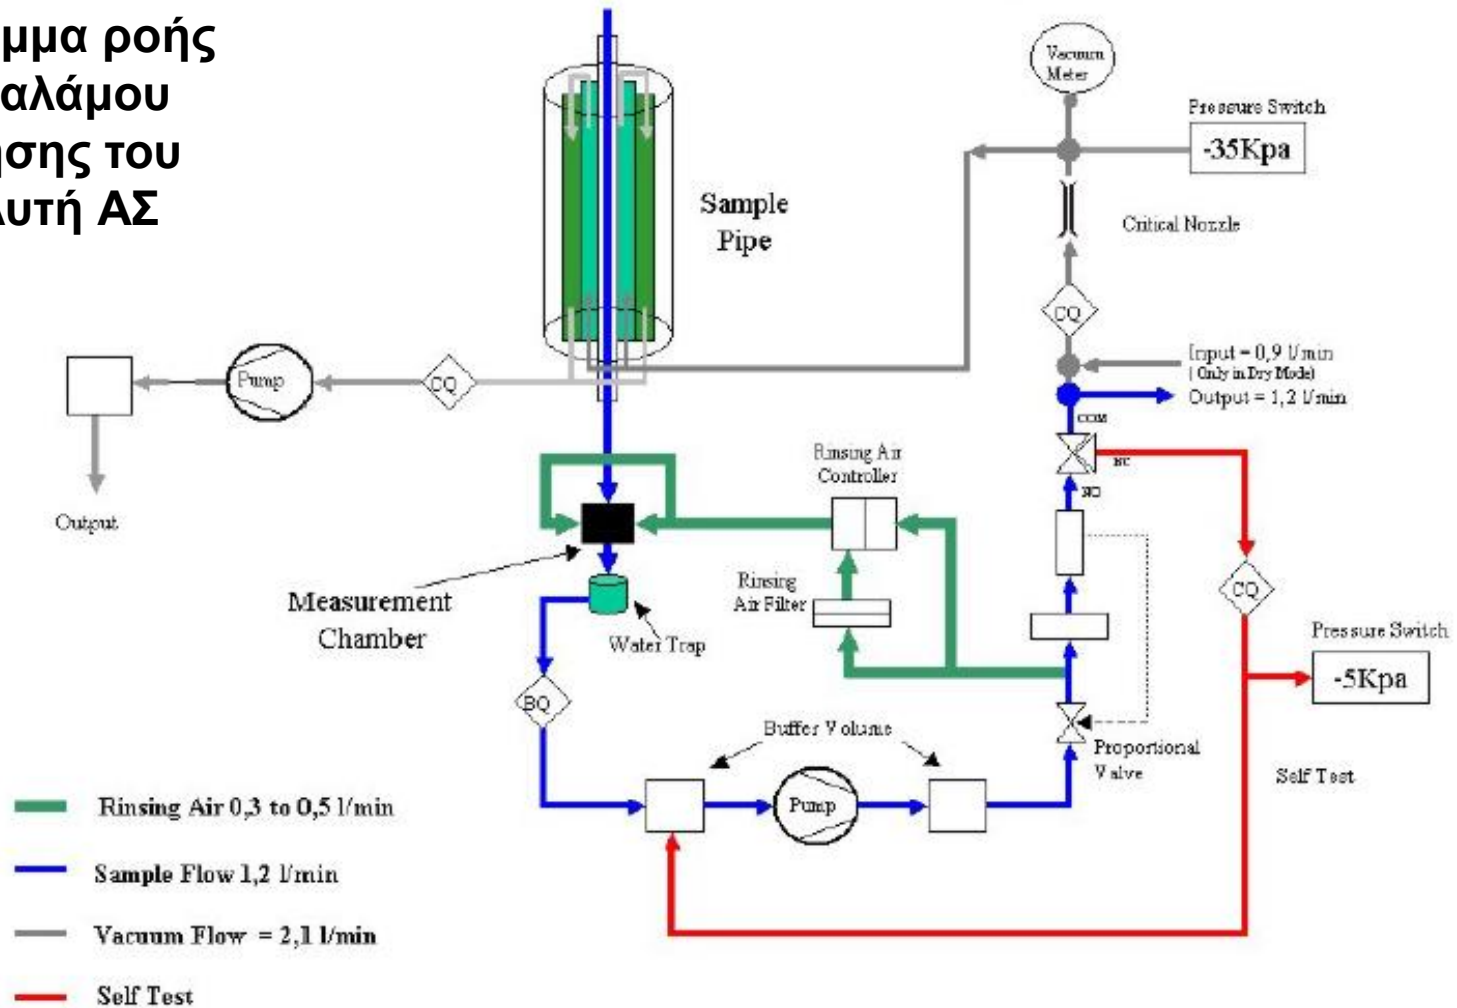 μμα ροής
αλάμου
ησης του
λυτή ΑΣ
Vacuum
Meter
Pressure Switch
-35Kpa
Critical Nozzle
Sample
Pipe
CQ
Input = 0,9 l/min
( Only in Dry Mode)
Output = 1,2 l/min
COM
NC
NO
Pump
CQ
Output
Rinsing Air
Controller
Measurement
Chamber
Rinsing
Air Filter
Water Trap
CQ
Pressure Switch
-5Kpa
BQ
Buffer Volume
Proportional
Valve
Self Test
Pump
Rinsing Air 0,3 to 0,5 l/min
Sample Flow 1,2 l/min
Vacuum Flow = 2,1 l/min
Self Test